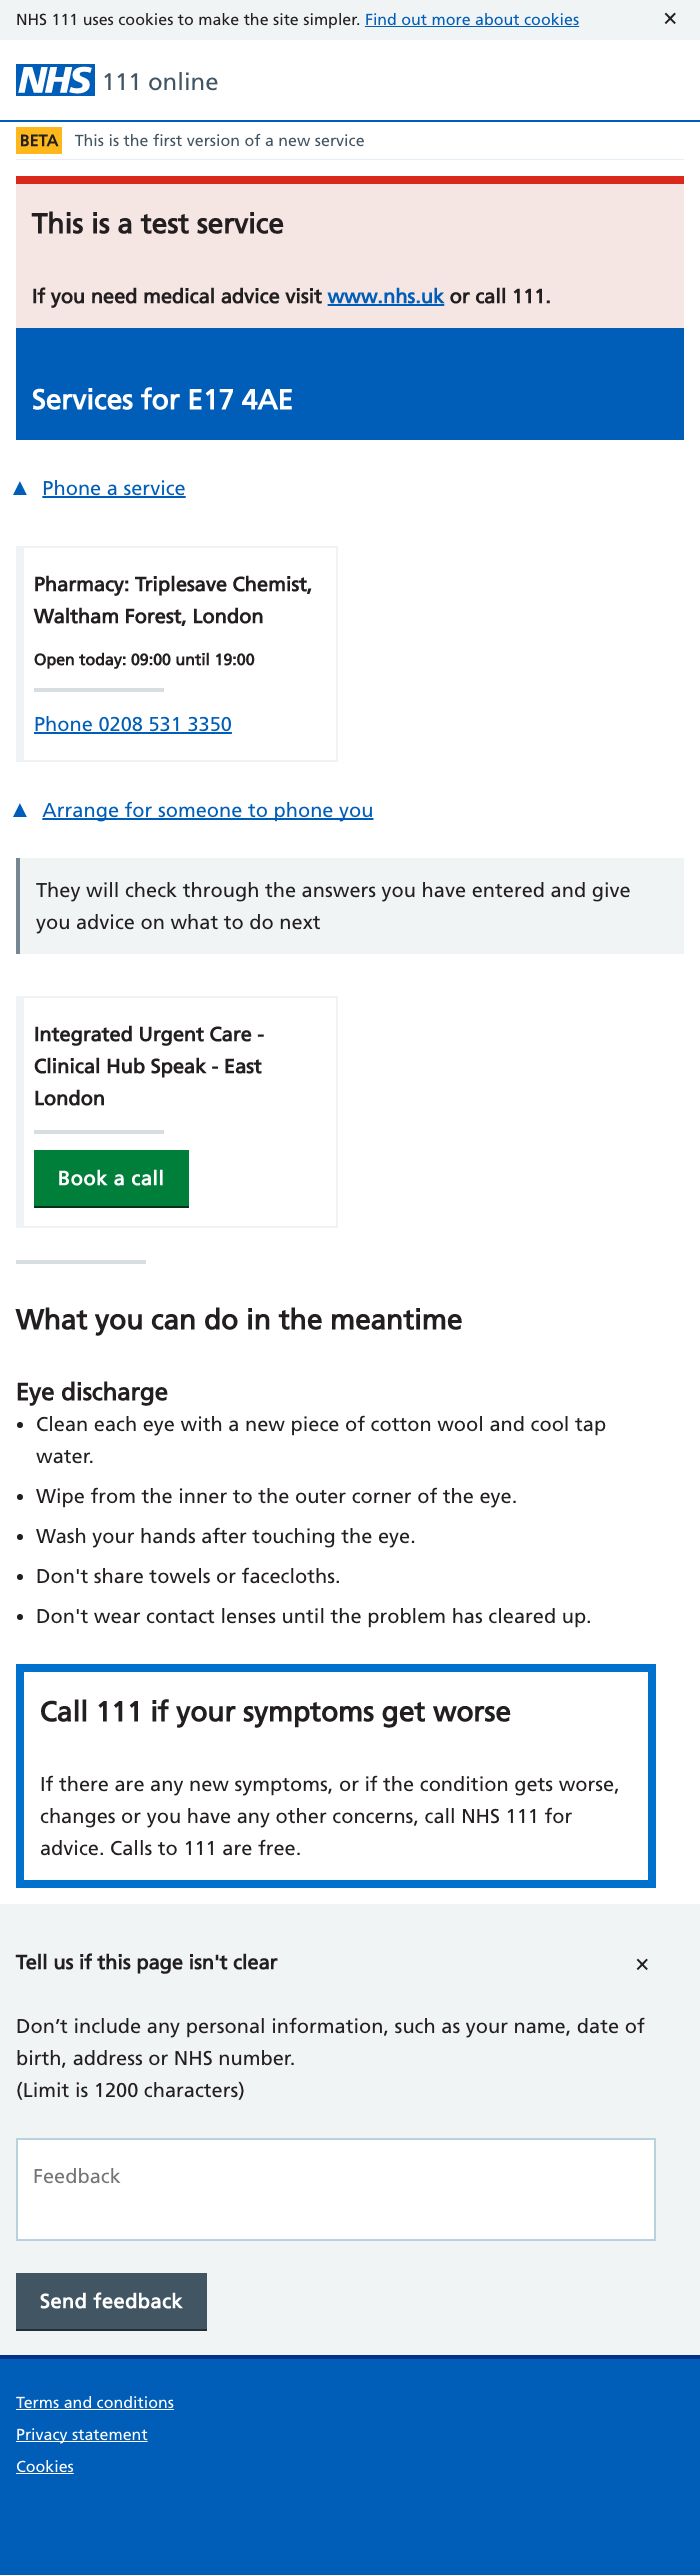 NHS 111 uses cookies to make the site simpler. Find out more about cookies ✕
NHS 111 online
BETA This is the first version of a new service
This is a test service
If you need medical advice visit www.nhs.uk or call 111.
Services for E17 4AE
▲ Phone a service
Pharmacy: Triplesave Chemist,
Waltham Forest, London
Open today: 09:00 until 19:00
Phone 0208 531 3350
▲ Arrange for someone to phone you
They will check through the answers you have entered and give
you advice on what to do next
Integrated Urgent Care -
Clinical Hub Speak - East
London
Book a call
What you can do in the meantime
Eye discharge
• Clean each eye with a new piece of cotton wool and cool tap
water.
• Wipe from the inner to the outer corner of the eye.
• Wash your hands after touching the eye.
• Don't share towels or facecloths.
• Don't wear contact lenses until the problem has cleared up.
Call 111 if your symptoms get worse
If there are any new symptoms, or if the condition gets worse,
changes or you have any other concerns, call NHS 111 for
advice. Calls to 111 are free.
Tell us if this page isn't clear ✕
Don’t include any personal information, such as your name, date of
birth, address or NHS number.
(Limit is 1200 characters)
Feedback
Send feedback
Terms and conditions
Privacy statement
Cookies